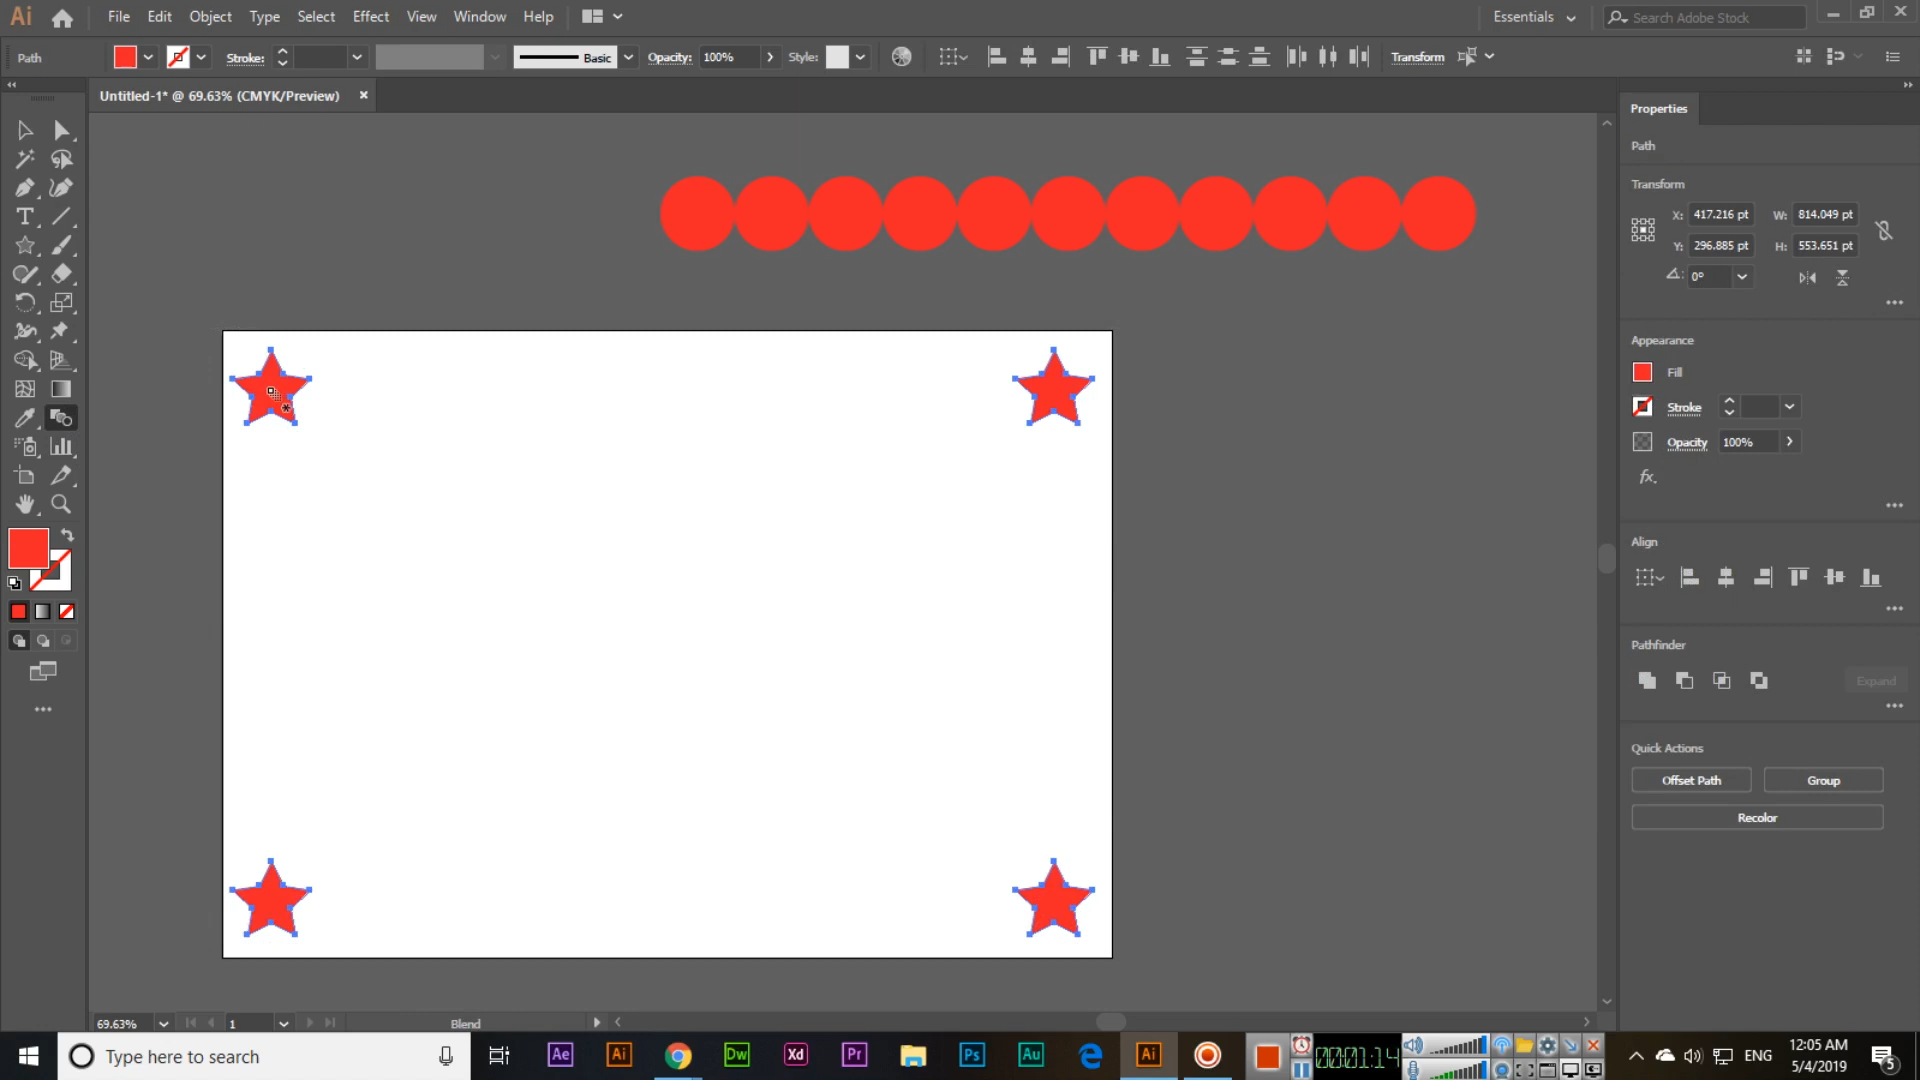 Ai File Edit Object Type Select Effect View Window Help Essentials Search Adobe Stock
Path Stroke: Basic Opacity: 100% Style: Transform
Untitled-1* @ 69.63% (CMYK/Preview)
Properties
Path
Transform
X: 417.216 pt W: 814.049 pt
Y: 296.885 pt H: 553.651 pt
0°
Appearance
Fill
Stroke
Opacity 100%
fx.
Align
Pathfinder
Expand
Quick Actions
Offset Path Group
Recolor
69.63% 1 Blend
Type here to search Ae Ai Dw Xd Pr Ps Au Ai 00:01:14 ENG 12:05 AM
5/4/2019 5